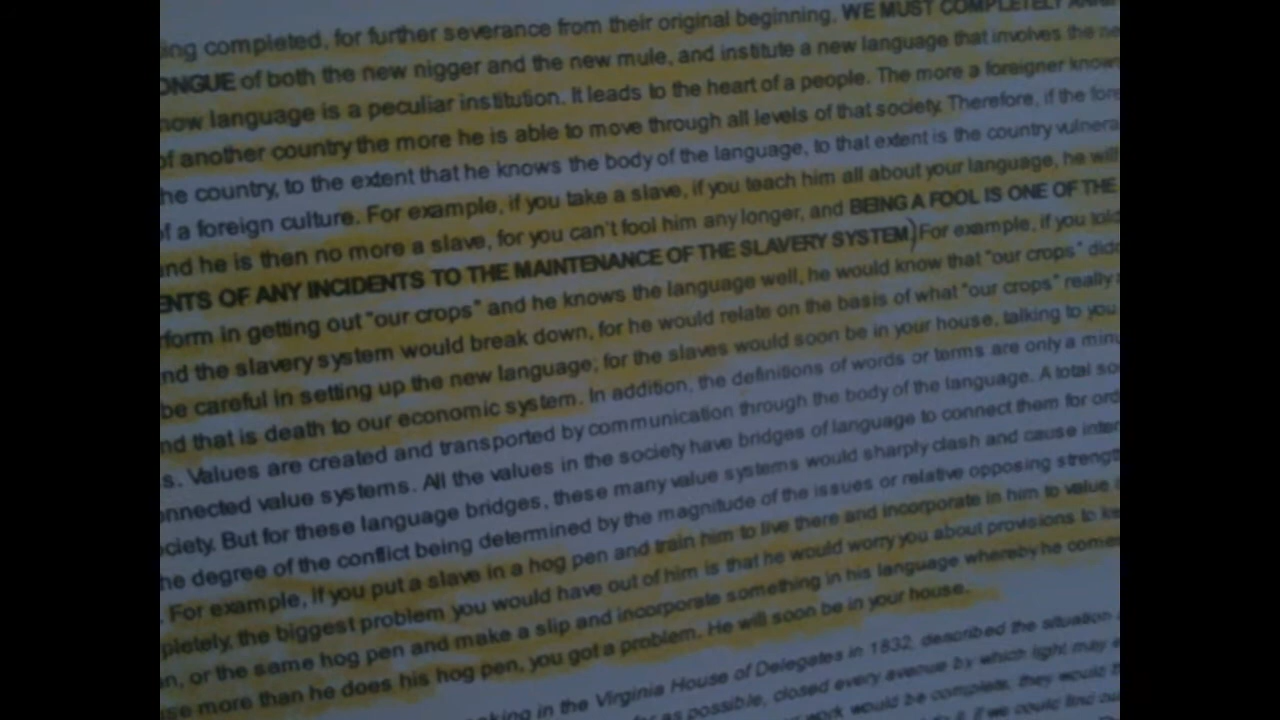 ing completed, for further severance from their original beginning. WE MUST COMPLETELY
ONGUE of both the new nigger and the new mule, and institute a new language that involves the ne
now language is a peculiar institution. It leads to the heart of a people. The more a foreigner know
of another country the more he is able to move through all levels of that society. Therefore, if the fore
he country, to the extent that he knows the body of the language, to that extent is the country vulnera
of a foreign culture. For example, if you take a slave, if you teach him all about your language, he will
and he is then no more a slave, for you can't fool him any longer, and BEING A FOOL IS ONE OF THE
ENTS OF ANY INCIDENTS TO THE MAINTENANCE OF THE SLAVERY SYSTEM) For example, if you told
rform in getting out "our crops" and he knows the language well, he would know that "our crops" didn
nd the slavery system would break down, for he would relate on the basis of what "our crops" really
be careful in setting up the new language; for the slaves would soon be in your house, talking to you
nd that is death to our economic system. In addition, the definitions of words or terms are only a minu
s. Values are created and transported by communication through the body of the language. A total so
onnected value systems. All the values in the society have bridges of language to connect them for ord
ociety. But for these language bridges, these many value systems would sharply clash and cause inter
he degree of the conflict being determined by the magnitude of the issues or relative opposing strengt
. For example, if you put a slave in a hog pen and train him to live there and incorporate in him to value
pletely, the biggest problem you would have out of him is that he would worry you about provisions to ke
n, or the same hog pen and make a slip and incorporate something in his language whereby he comes
se more than he does his hog pen, you got a problem. He will soon be in your house.
aking in the Virginia House of Delegates in 1832, described the situation
far as possible, closed every avenue by which light may e
work would be complete, they would b
if we could find ou